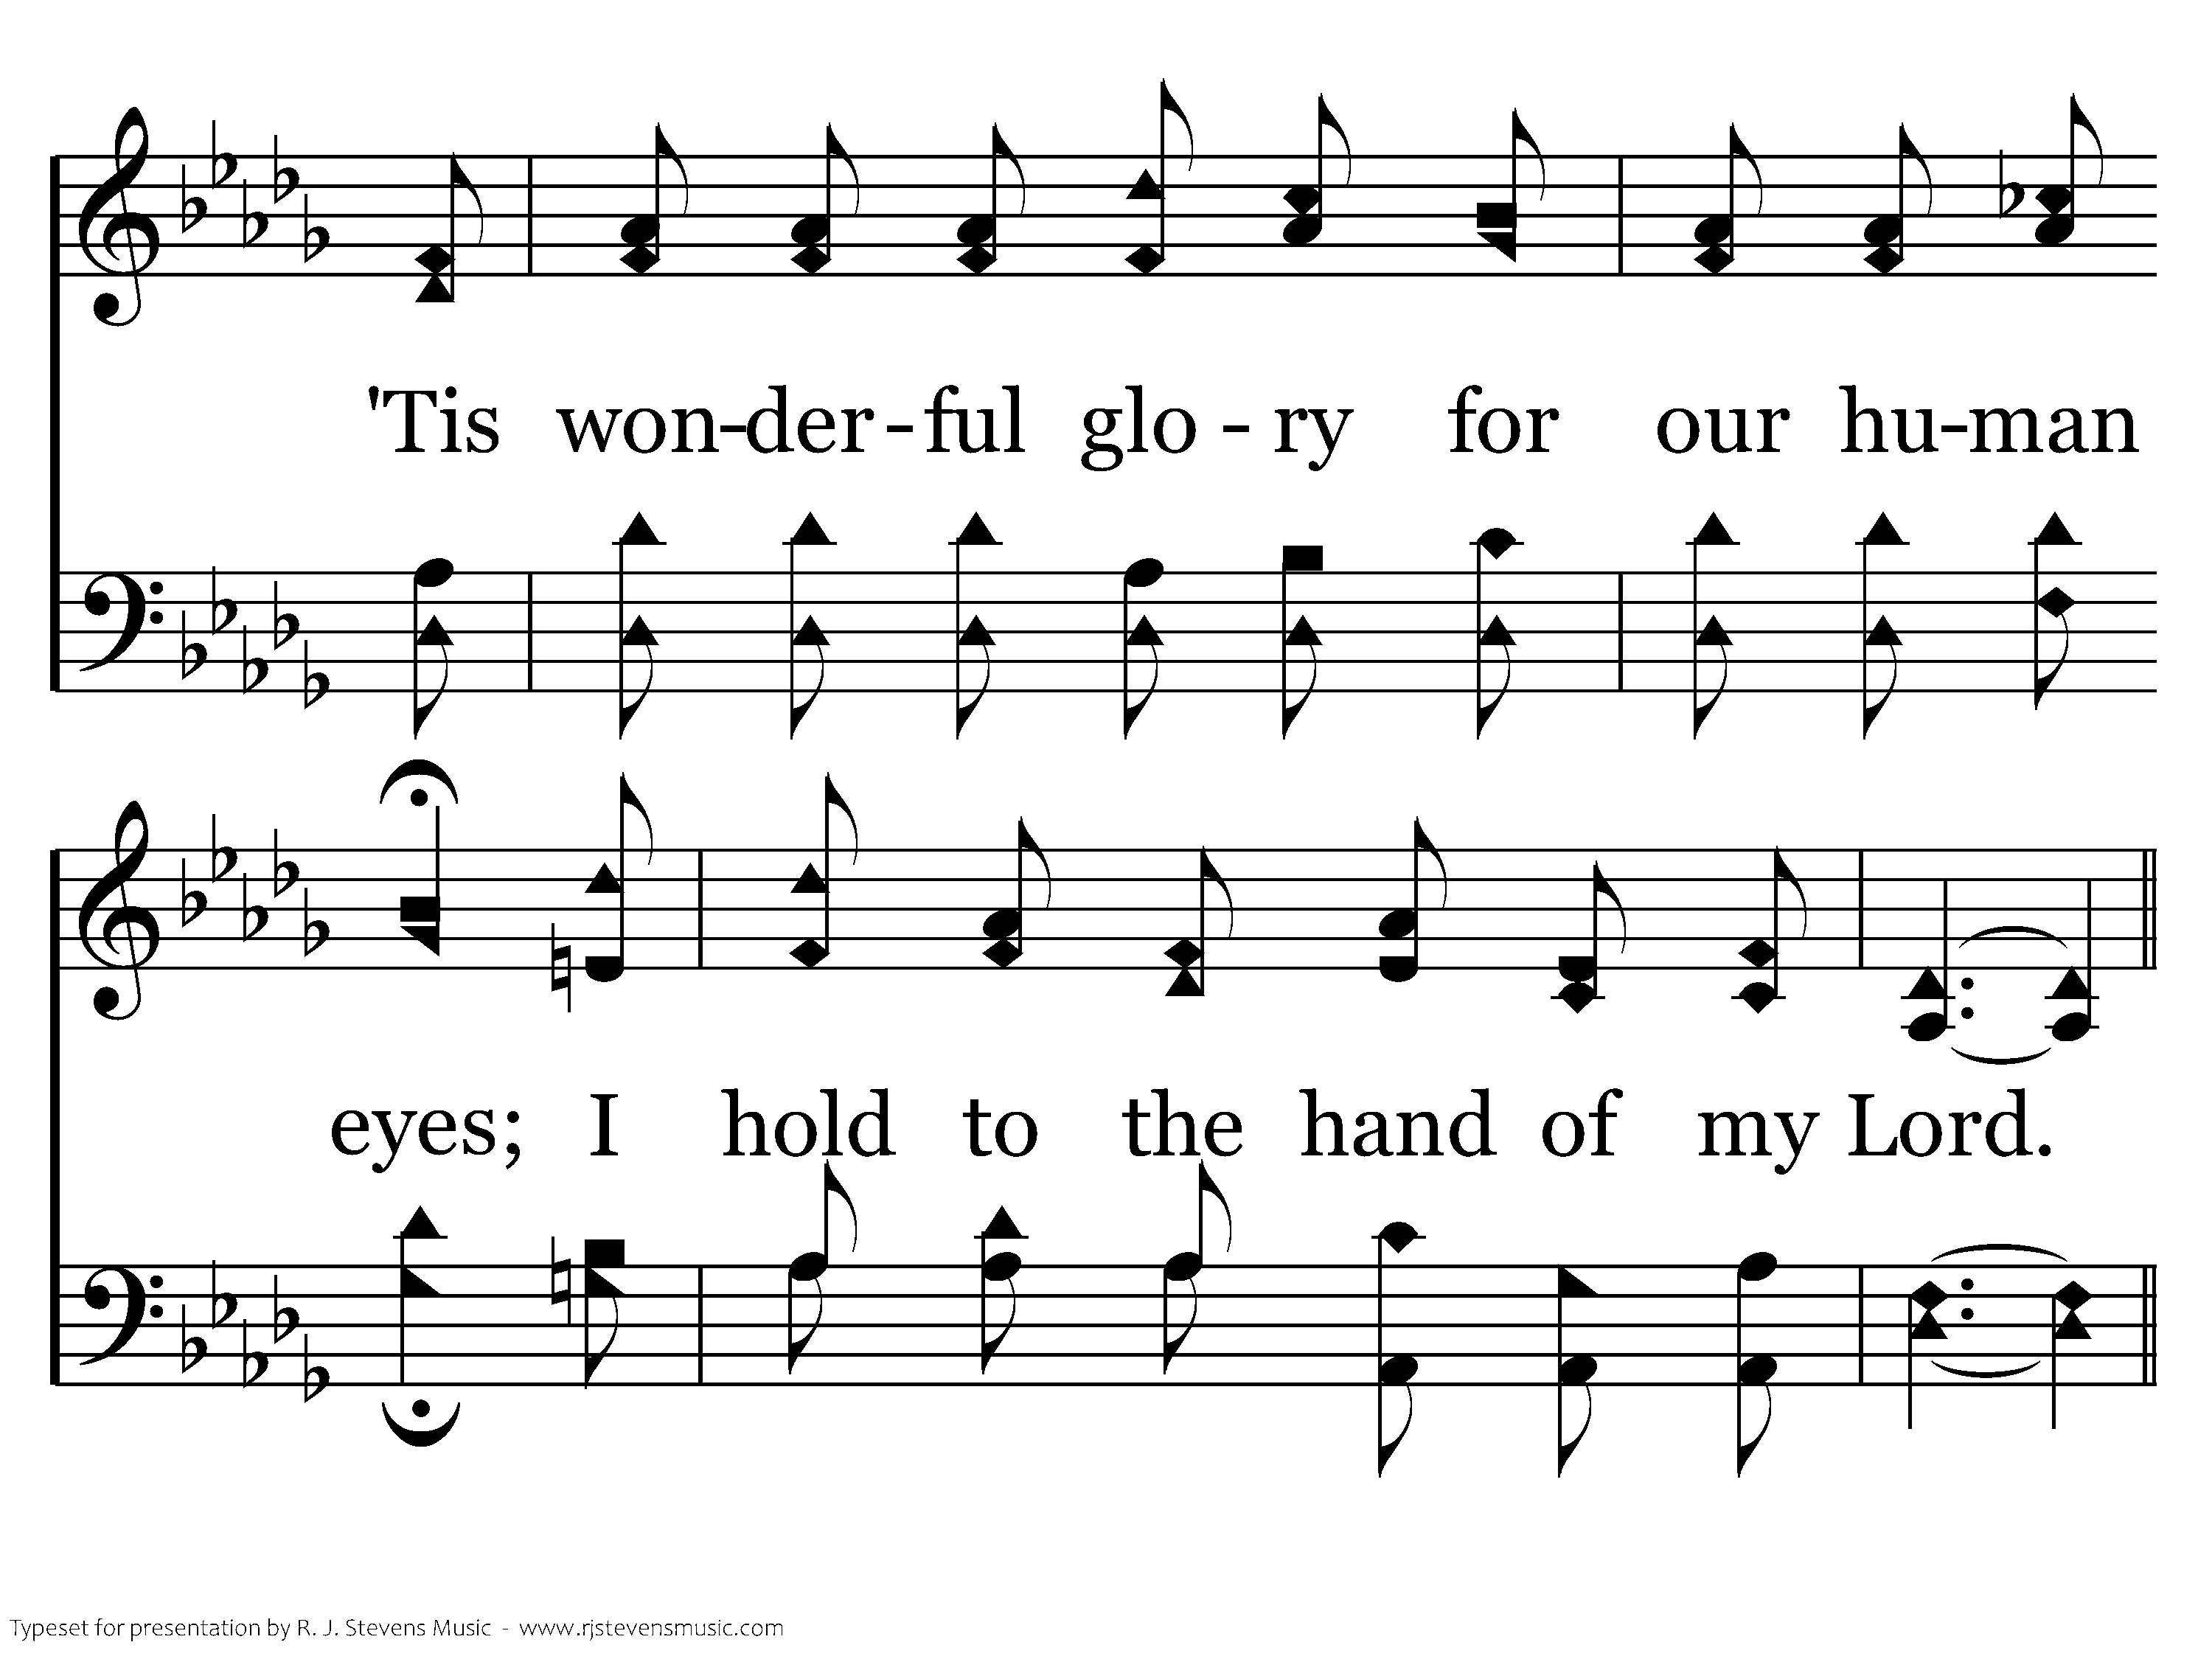 'Tis won-der-ful glo-ry for our hu-man
eyes; I hold to the hand of my Lord.
Typeset for presentation by R. J. Stevens Music - www.rjstevensmusic.com